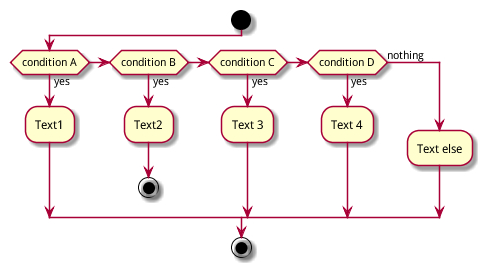 condition A
condition B
condition C
condition D
nothing
yes
yes
yes
yes
Text1
Text2
Text 3
Text 4
Text else